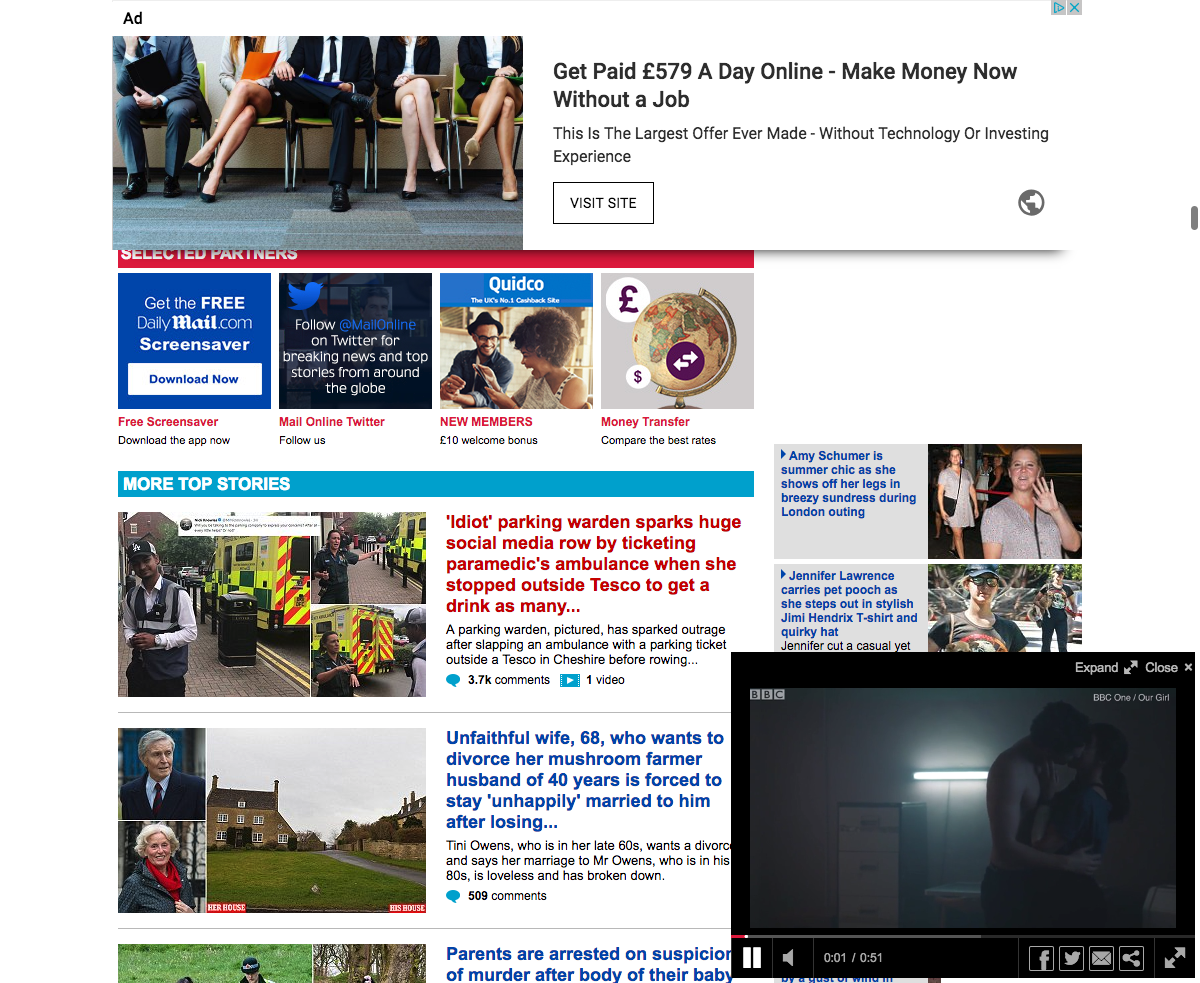 Ad
Get Paid £579 A Day Online - Make Money Now
Without a Job
This Is The Largest Offer Ever Made - Without Technology Or Investing
Experience
VISIT SITE
SELECTED PARTNERS
Get the FREE
Daily Mail.com
Screensaver
Download Now
Follow @MailOnline
on Twitter for
breaking news and top
stories from around
the globe
Quidco
The UK's No.1 Cashback Site
£
$
Free Screensaver
Download the app now
Mail Online Twitter
Follow us
NEW MEMBERS
£10 welcome bonus
Money Transfer
Compare the best rates
MORE TOP STORIES
'Idiot' parking warden sparks huge
social media row by ticketing
paramedic's ambulance when she
stopped outside Tesco to get a
drink as many...
A parking warden, pictured, has sparked outrage
after slapping an ambulance with a parking ticket
outside a Tesco in Cheshire before rowing...
3.7k comments 1 video
Unfaithful wife, 68, who wants to
divorce her mushroom farmer
husband of 40 years is forced to
stay 'unhappily' married to him
after losing...
Tini Owens, who is in her late 60s, wants a divorc
and says her marriage to Mr Owens, who is in his
80s, is loveless and has broken down.
509 comments
HER HOUSE
HIS HOUSE
Parents are arrested on suspicion
of murder after body of their baby
Amy Schumer is
summer chic as she
shows off her legs in
breezy sundress during
London outing
Jennifer Lawrence
carries pet pooch as
she steps out in stylish
Jimi Hendrix T-shirt and
quirky hat
Jennifer cut a casual yet
Expand Close
BBC
BBC One / Our Girl
0:01 / 0:51
by a gust of wind in